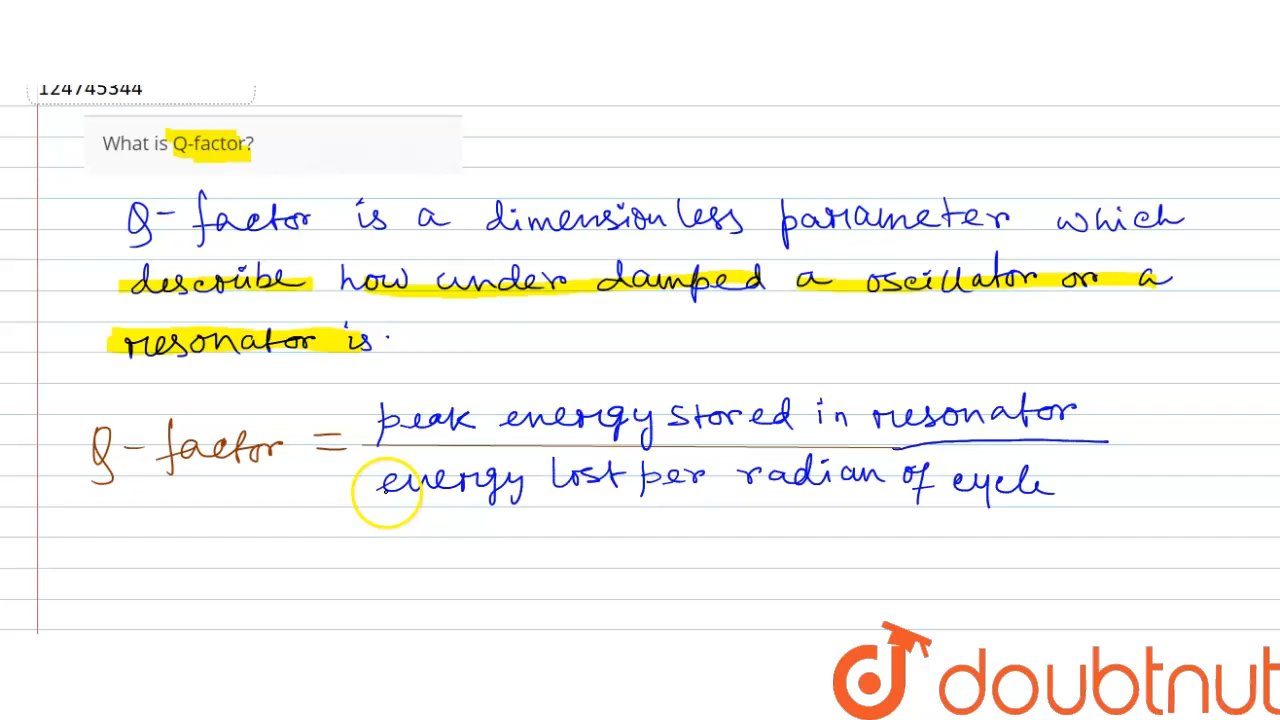 124745344
What is Q-factor?
Q-factor is a dimensionless parameter which
describe how under damped a oscillator or a
resonator is.
Q-factor = peak energy stored in resonator
energy lost per radian of cycle
doubtnut